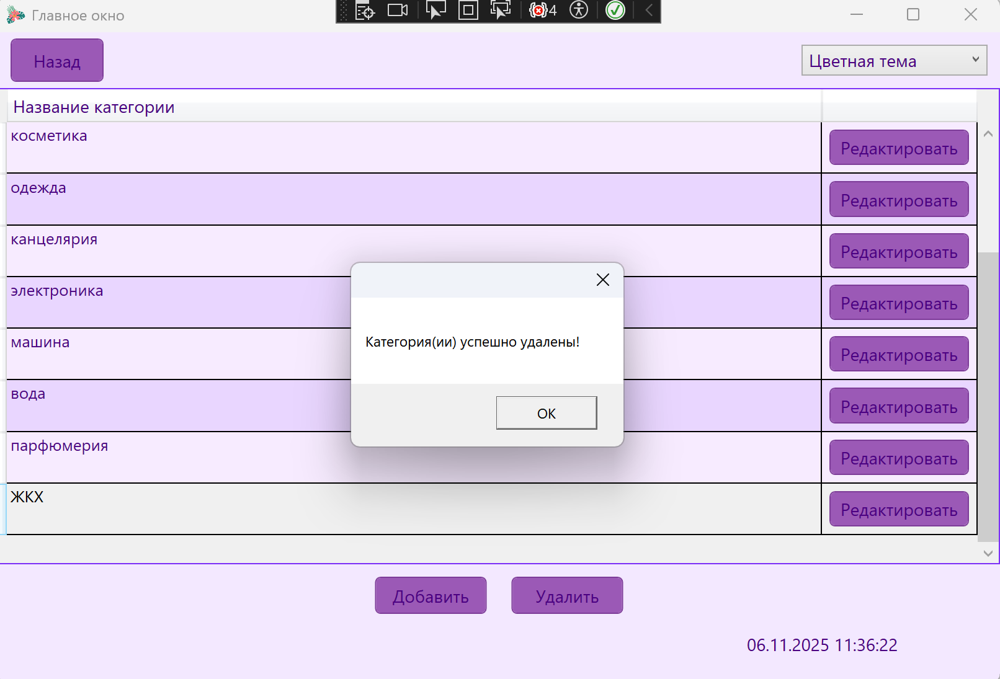 Главное окно
4
Назад
Цветная тема
Название категории
косметика
Редактировать
одежда
Редактировать
канцелярия
Редактировать
электроника
Редактировать
машина
Редактировать
вода
Редактировать
парфюмерия
Редактировать
ЖКХ
Редактировать
Категория(ии) успешно удалены!
ОК
Добавить
Удалить
06.11.2025 11:36:22